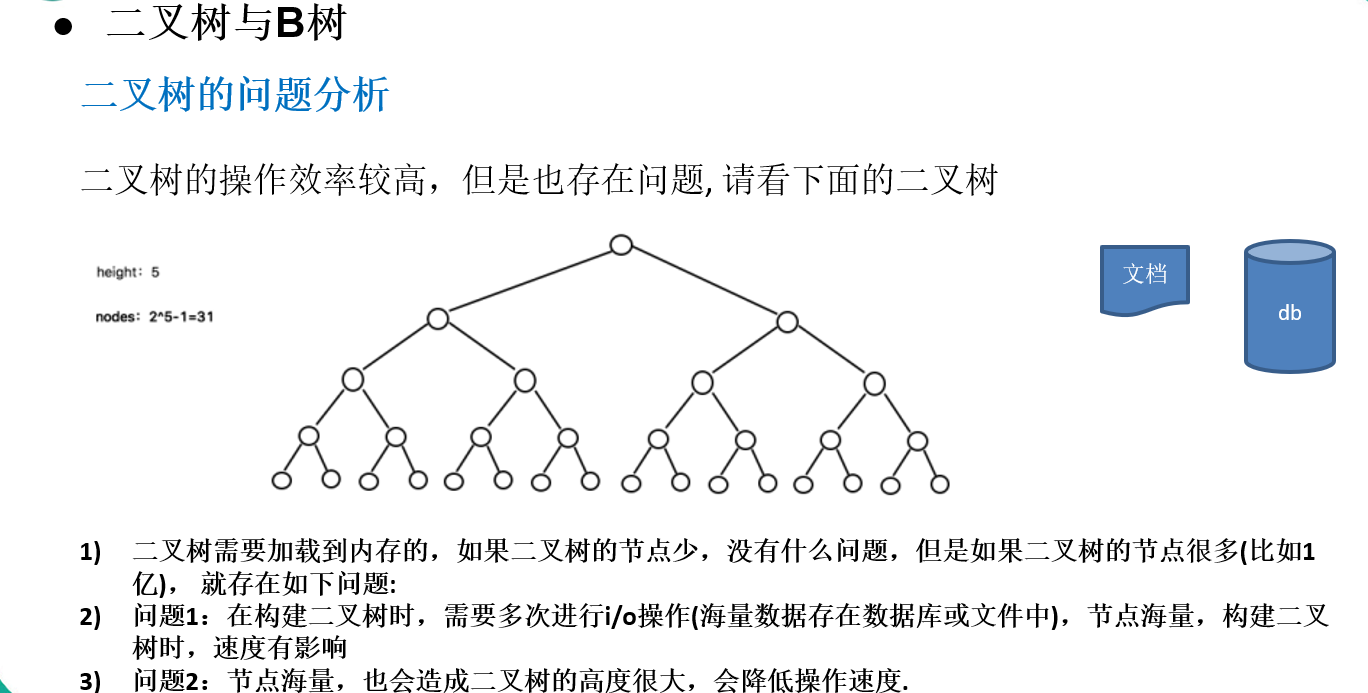 ● 二叉树与B树
二叉树的问题分析
二叉树的操作效率较高，但是也存在问题, 请看下面的二叉树
height：5
nodes：2^5-1=31
文档
db
1) 二叉树需要加载到内存的，如果二叉树的节点少，没有什么问题，但是如果二叉树的节点很多(比如1
亿)， 就存在如下问题:
2) 问题1：在构建二叉树时，需要多次进行i/o操作(海量数据存在数据库或文件中)，节点海量，构建二叉
树时，速度有影响
3) 问题2：节点海量，也会造成二叉树的高度很大，会降低操作速度.